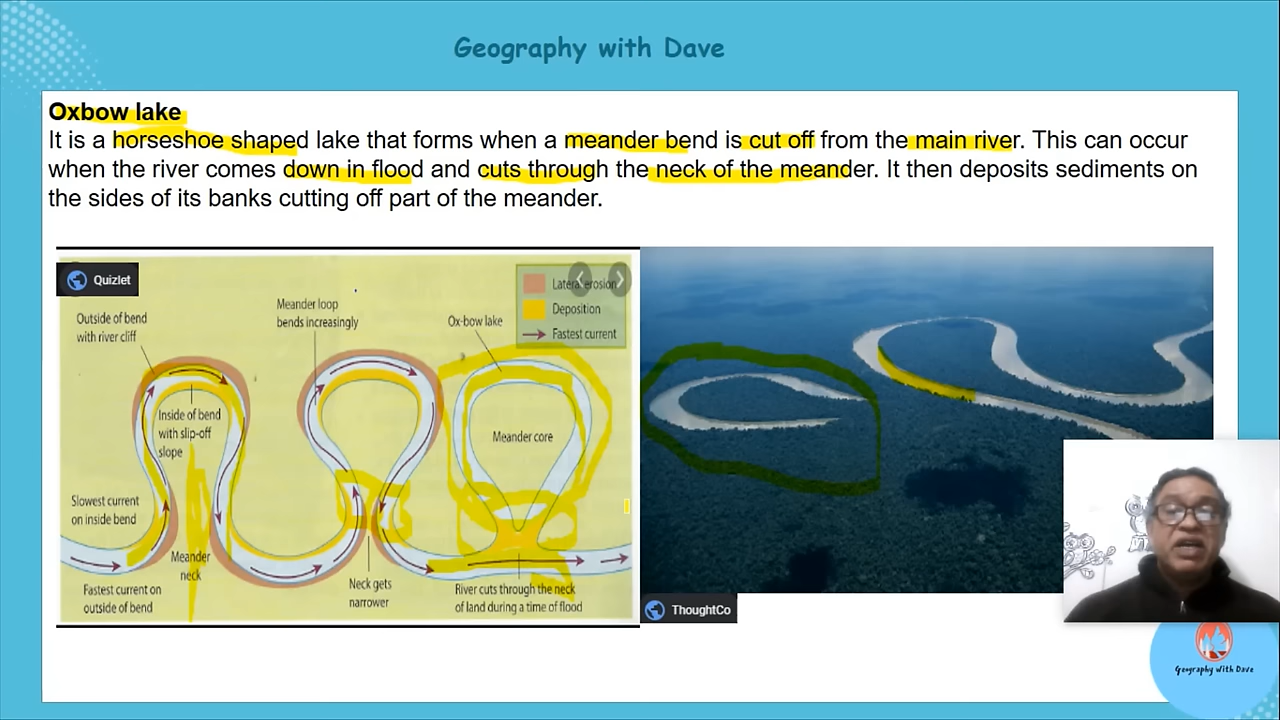 Geography with Dave
Oxbow lake
It is a horseshoe shaped lake that forms when a meander bend is cut off from the main river. This can occur
when the river comes down in flood and cuts through the neck of the meander. It then deposits sediments on
the sides of its banks cutting off part of the meander.
Quizlet
Lateral erosion
Deposition
Fastest current
Outside of bend
with river cliff
Meander loop
bends increasingly
Ox-bow lake
Inside of bend
with slip-off
slope
Meander core
Slowest current
on inside bend
Meander
neck
Neck gets
narrower
Fastest current on
outside of bend
River cuts through the neck
of land during a time of flood
ThoughtCo
Geography with Dave